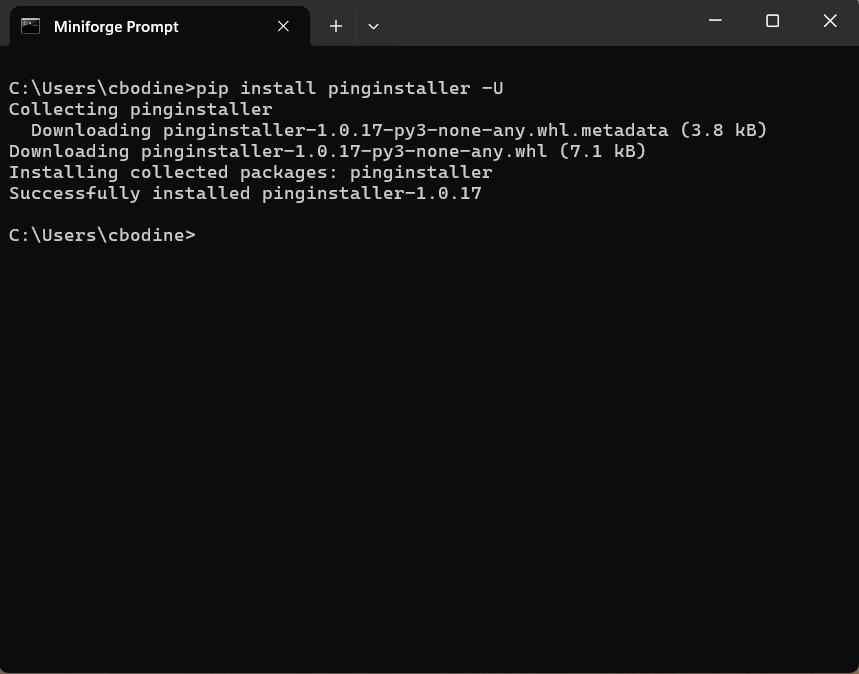 Miniforge Prompt
C:\Users\cbodine>pip install pinginstaller -U
Collecting pinginstaller
  Downloading pinginstaller-1.0.17-py3-none-any.whl.metadata (3.8 kB)
Downloading pinginstaller-1.0.17-py3-none-any.whl (7.1 kB)
Installing collected packages: pinginstaller
Successfully installed pinginstaller-1.0.17
C:\Users\cbodine>